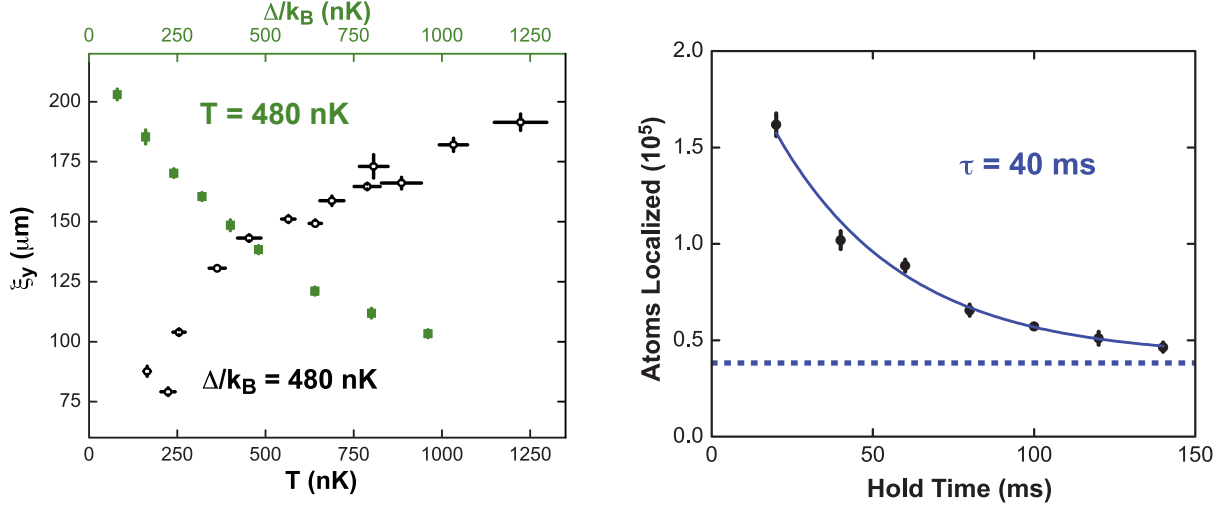 Δ/k_B (nK)
0 250 500 750 1000 1250
200
175
150
125
100
75
ξ_y (μm)
T = 480 nK
Δ/k_B = 480 nK
0 250 500 750 1000 1250
T (nK)
2.0
1.5
1.0
0.5
0.0
Atoms Localized (10^5)
τ = 40 ms
0 50 100 150
Hold Time (ms)